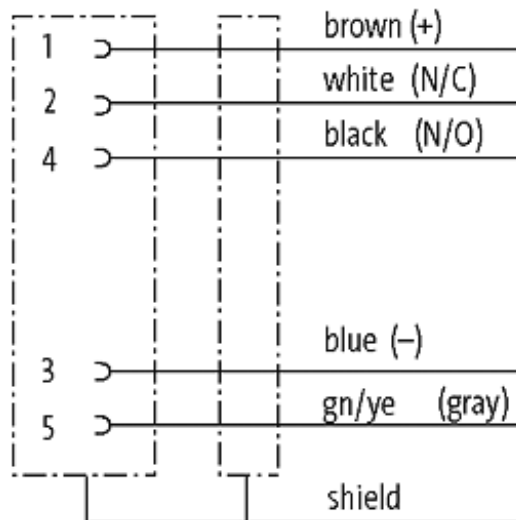 1 brown (+)
2 white (N/C)
4 black (N/O)
3 blue (–)
5 gn/ye (gray)
shield